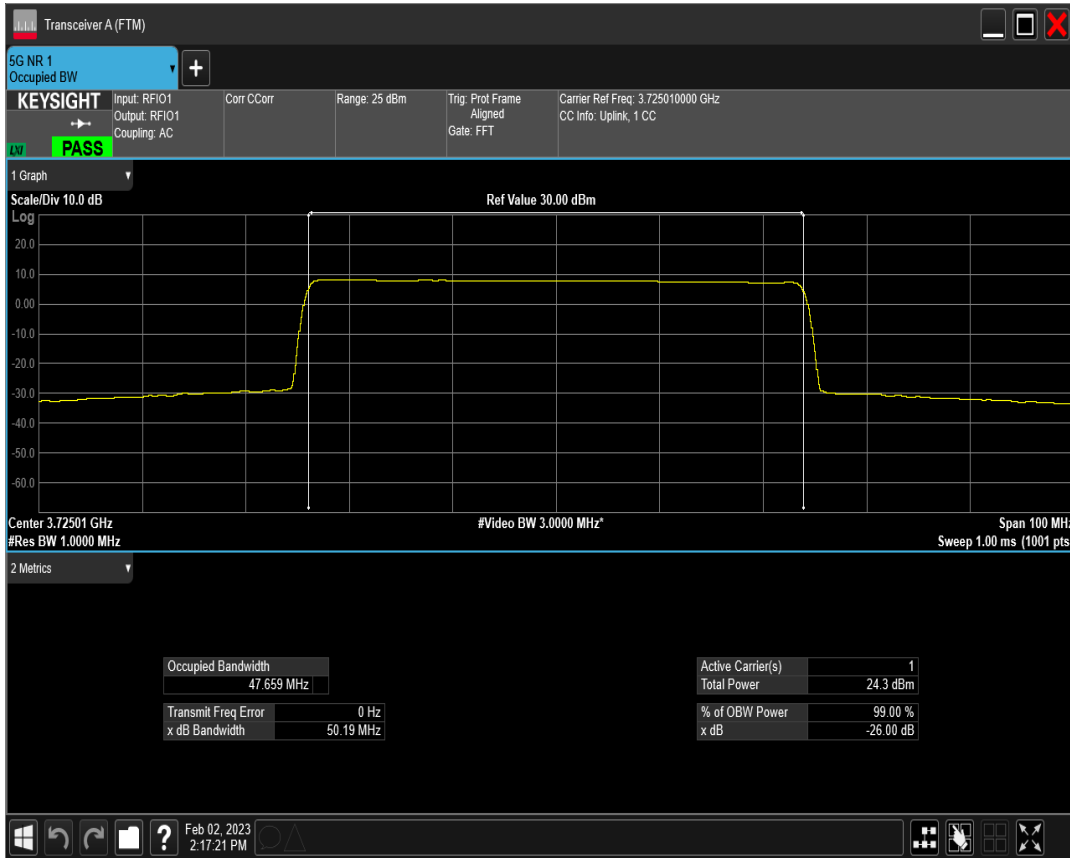 Transceiver A (FTM)
5G NR 1
Occupied BW
+
KEYSIGHT
LXI
PASS
Input: RFIO1
Output: RFIO1
Coupling: AC
Corr CCorr
Range: 25 dBm
Trig: Prot Frame
Aligned
Gate: FFT
Carrier Ref Freq: 3.725010000 GHz
CC Info: Uplink, 1 CC
1 Graph
Scale/Div 10.0 dB
Ref Value 30.00 dBm
Log
20.0
10.0
0.00
-10.0
-20.0
-30.0
-40.0
-50.0
-60.0
Center 3.72501 GHz
#Video BW 3.0000 MHz*
Span 100 MHz
#Res BW 1.0000 MHz
Sweep 1.00 ms (1001 pts
2 Metrics
Occupied Bandwidth
47.659 MHz
Transmit Freq Error 0 Hz
x dB Bandwidth 50.19 MHz
Active Carrier(s) 1
Total Power 24.3 dBm
% of OBW Power 99.00 %
x dB -26.00 dB
?
Feb 02, 2023
2:17:21 PM